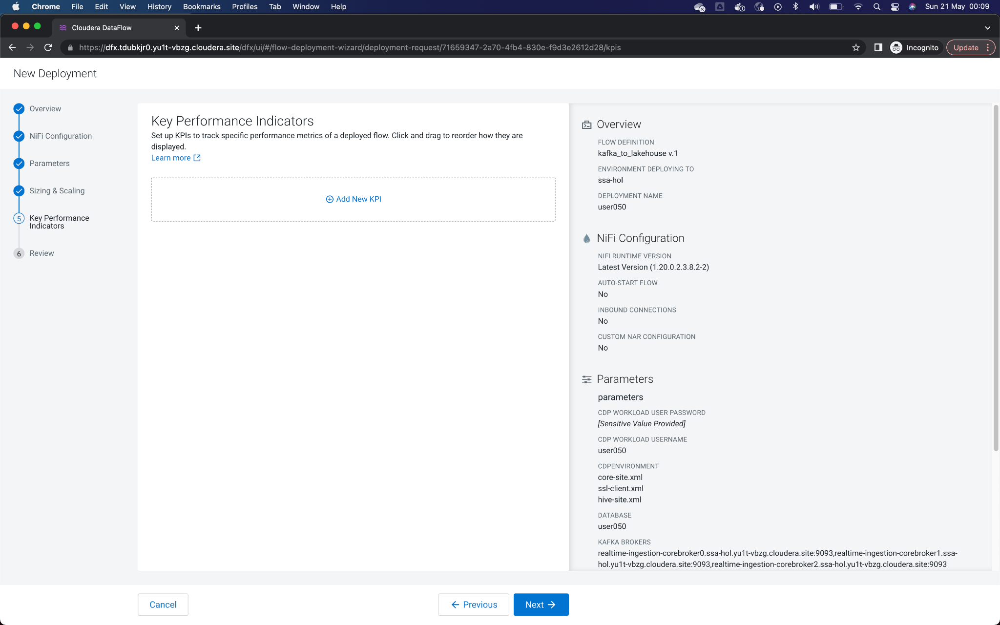 Chrome File Edit View History Bookmarks Profiles Tab Window Help Sun 21 May 00:09
Cloudera DataFlow
https://dfx.tdubkjr0.yu1t-vbzg.cloudera.site/dfx/ui/#/flow-deployment-wizard/deployment-request/71659347-2a70-4fb4-830e-f9d3e2612d28/kpis Incognito Update
New Deployment
Overview
NiFi Configuration
Parameters
Sizing & Scaling
5 Key Performance
Indicators
6 Review
Key Performance Indicators
Set up KPIs to track specific performance metrics of a deployed flow. Click and drag to reorder how they are
displayed.
Learn more
Add New KPI
Overview
FLOW DEFINITION
kafka_to_lakehouse v.1
ENVIRONMENT DEPLOYING TO
ssa-hol
DEPLOYMENT NAME
user050
NiFi Configuration
NIFI RUNTIME VERSION
Latest Version (1.20.0.2.3.8.2-2)
AUTO-START FLOW
No
INBOUND CONNECTIONS
No
CUSTOM NAR CONFIGURATION
No
Parameters
parameters
CDP WORKLOAD USER PASSWORD
[Sensitive Value Provided]
CDP WORKLOAD USERNAME
user050
CDPENVIRONMENT
core-site.xml
ssl-client.xml
hive-site.xml
DATABASE
user050
KAFKA BROKERS
realtime-ingestion-corebroker0.ssa-hol.yu1t-vbzg.cloudera.site:9093,realtime-ingestion-corebroker1.ssa-
hol.yu1t-vbzg.cloudera.site:9093,realtime-ingestion-corebroker2.ssa-hol.yu1t-vbzg.cloudera.site:9093
Cancel
Previous
Next